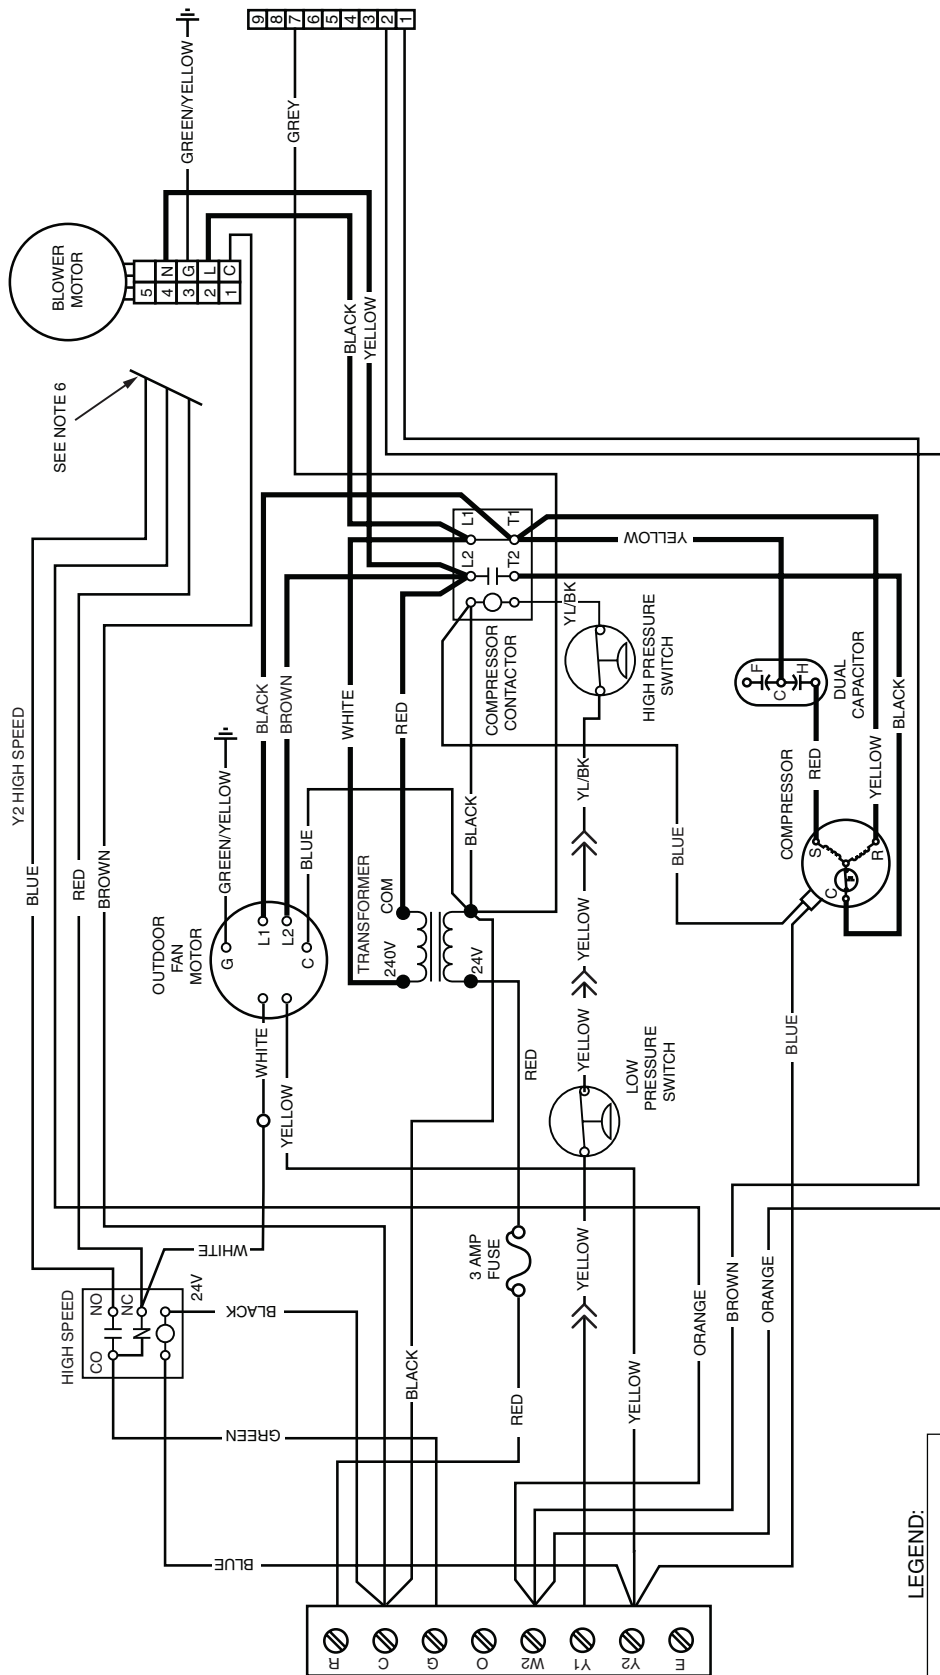 9
8
7
6
5
4
3
2
1
GREEN/YELLOW
GREY
BLOWER
MOTOR
5
4
3
2
1
N
G
L
C
SEE NOTE 6
BLACK
YELLOW
Y2 HIGH SPEED
BLUE
RED
BROWN
L1
T1
L2
T2
YELLOW
YL/BK
COMPRESSOR
CONTACTOR
HIGH PRESSURE
SWITCH
F
C
H
DUAL
CAPACITOR
BLACK
BROWN
WHITE
RED
GREEN/YELLOW
BLUE
BLACK
YL/BK
BLUE
COMPRESSOR
RED
YELLOW
BLACK
S
C
R
OUTDOOR
FAN
MOTOR
G
L1
L2
C
TRANSFORMER
240V
COM
24V
YELLOW
WHITE
YELLOW
RED
YELLOW
LOW
PRESSURE
SWITCH
BLUE
HIGH SPEED
CO
NO
NC
24V
WHITE
BLACK
3 AMP
FUSE
YELLOW
ORANGE
BROWN
ORANGE
BLACK
RED
YELLOW
GREEN
BLUE
R
C
G
O
W2
Y1
Y2
E
LEGEND: